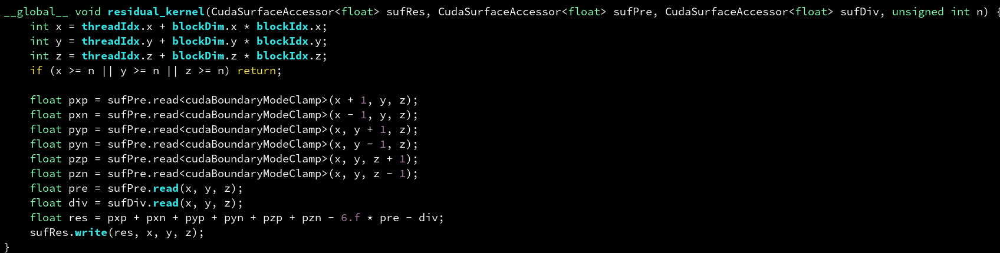 __global__ void residual_kernel(CudaSurfaceAccessor<float> sufRes, CudaSurfaceAccessor<float> sufPre, CudaSurfaceAccessor<float> sufDiv, unsigned int n) {
    int x = threadIdx.x + blockDim.x * blockIdx.x;
    int y = threadIdx.y + blockDim.y * blockIdx.y;
    int z = threadIdx.z + blockDim.z * blockIdx.z;
    if (x >= n || y >= n || z >= n) return;

    float pxp = sufPre.read<cudaBoundaryModeClamp>(x + 1, y, z);
    float pxn = sufPre.read<cudaBoundaryModeClamp>(x - 1, y, z);
    float pyp = sufPre.read<cudaBoundaryModeClamp>(x, y + 1, z);
    float pyn = sufPre.read<cudaBoundaryModeClamp>(x, y - 1, z);
    float pzp = sufPre.read<cudaBoundaryModeClamp>(x, y, z + 1);
    float pzn = sufPre.read<cudaBoundaryModeClamp>(x, y, z - 1);
    float pre = sufPre.read(x, y, z);
    float div = sufDiv.read(x, y, z);
    float res = pxp + pxn + pyp + pyn + pzp + pzn - 6.f * pre - div;
    sufRes.write(res, x, y, z);
}